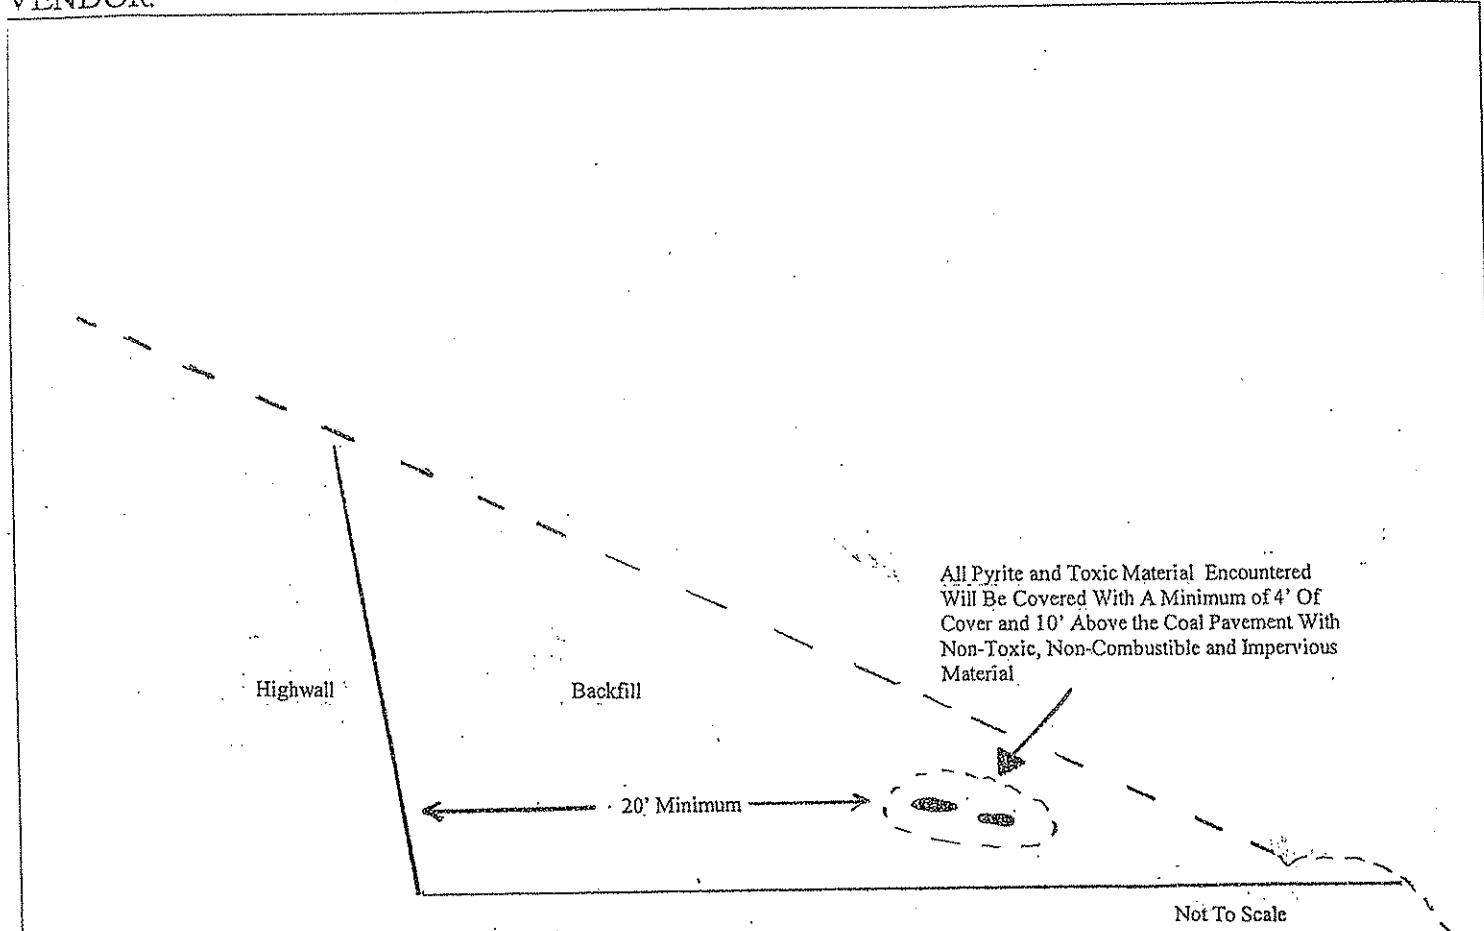 VENDOR:
All Pyrite and Toxic Material Encountered
Will Be Covered With A Minimum of 4' Of
Cover and 10' Above the Coal Pavement With
Non-Toxic, Non-Combustible and Impervious
Material
Highwall
Backfill
20' Minimum
Not To Scale